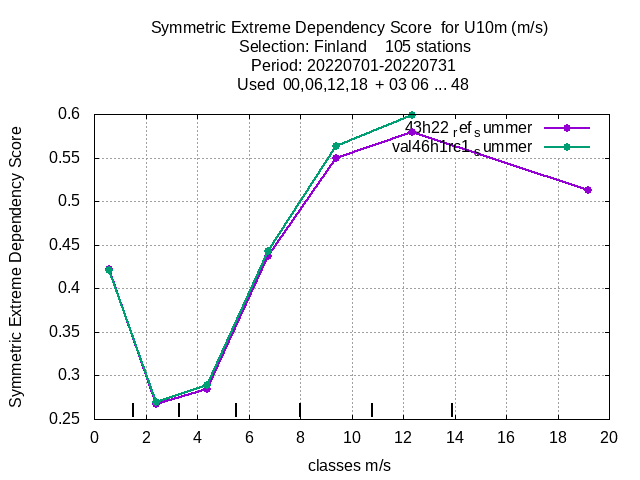 Symmetric Extreme Dependency Score for U10m (m/s)
Selection: Finland 105 stations
Period: 20220701-20220731
Used 00,06,12,18 + 03 06 ... 48
43h22_ref_summer
val46h1rc1_summer
Symmetric Extreme Dependency Score
0.6
0.55
0.5
0.45
0.4
0.35
0.3
0.25
0 2 4 6 8 10 12 14 16 18 20
classes m/s